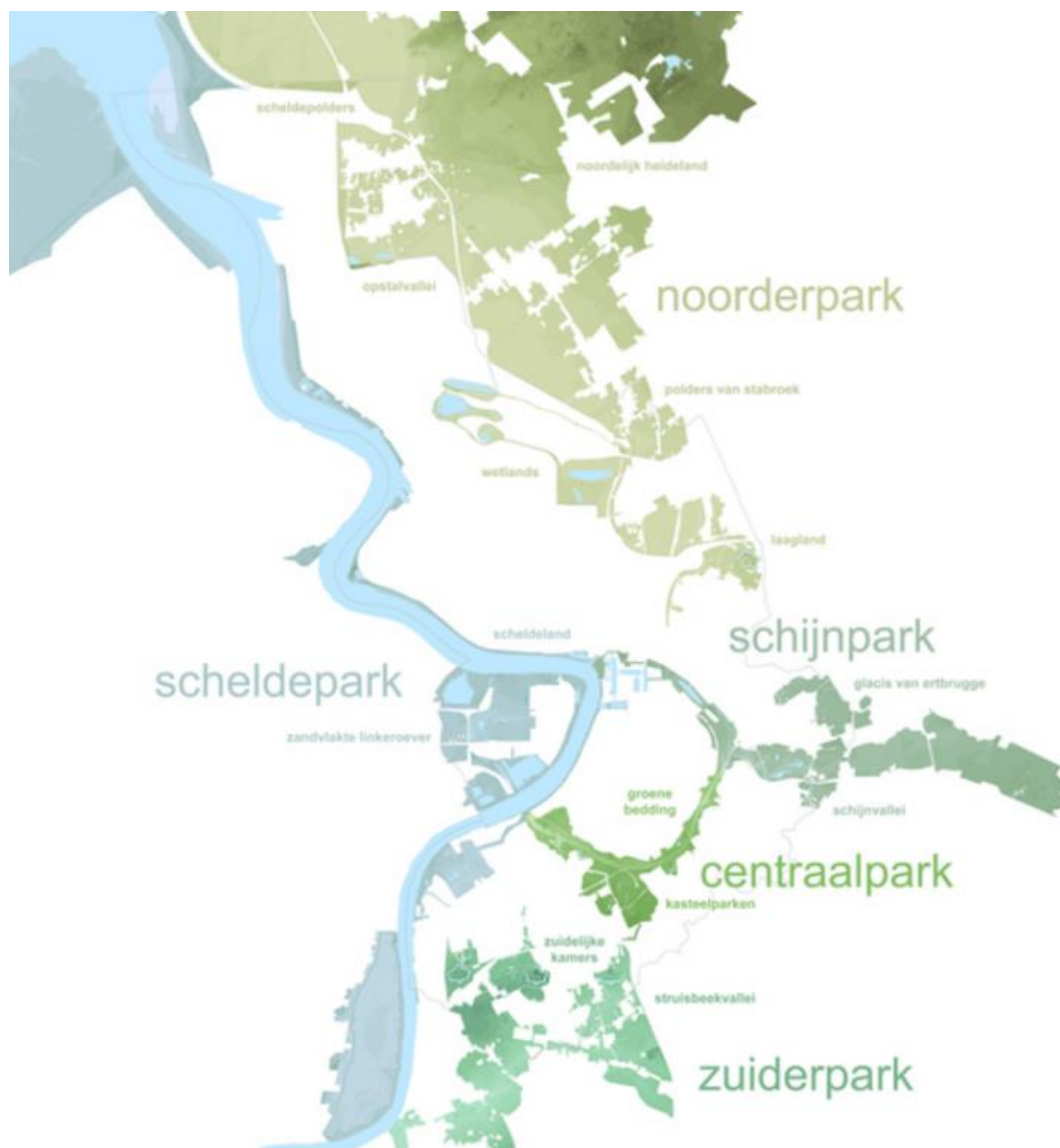 scheldepolders
noordelijk heideland
opstalvallei
noorderpark
polders van stabroek
wetlands
laagland
scheldeland
schijnpark
scheldepark
glacis van ertbrugge
zandvlakte linkeroever
groene
bedding
schijnvallei
centraalpark
kasteelparken
zuidelijke
kamers
struisbeekvallei
zuiderpark